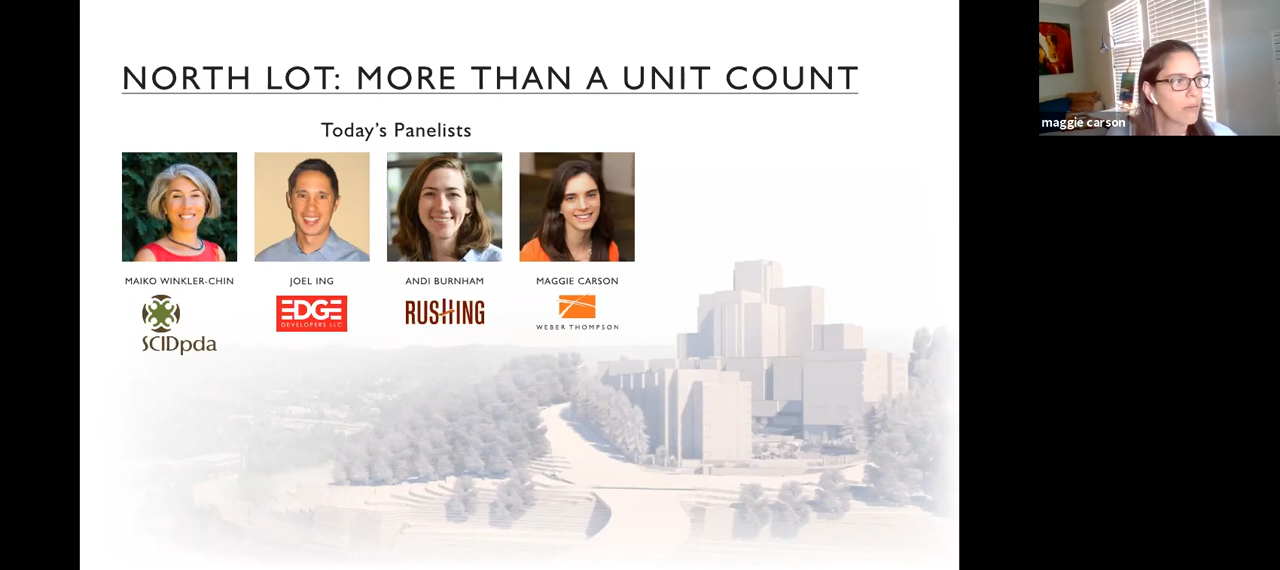 NORTH LOT: MORE THAN A UNIT COUNT
Today's Panelists
MAIKO WINKLER-CHIN
JOEL ING
ANDI BURNHAM
MAGGIE CARSON
SCIDpda
EDGE
DEVELOPERS LLC
RUSHING
WEBER THOMPSON
maggie carson